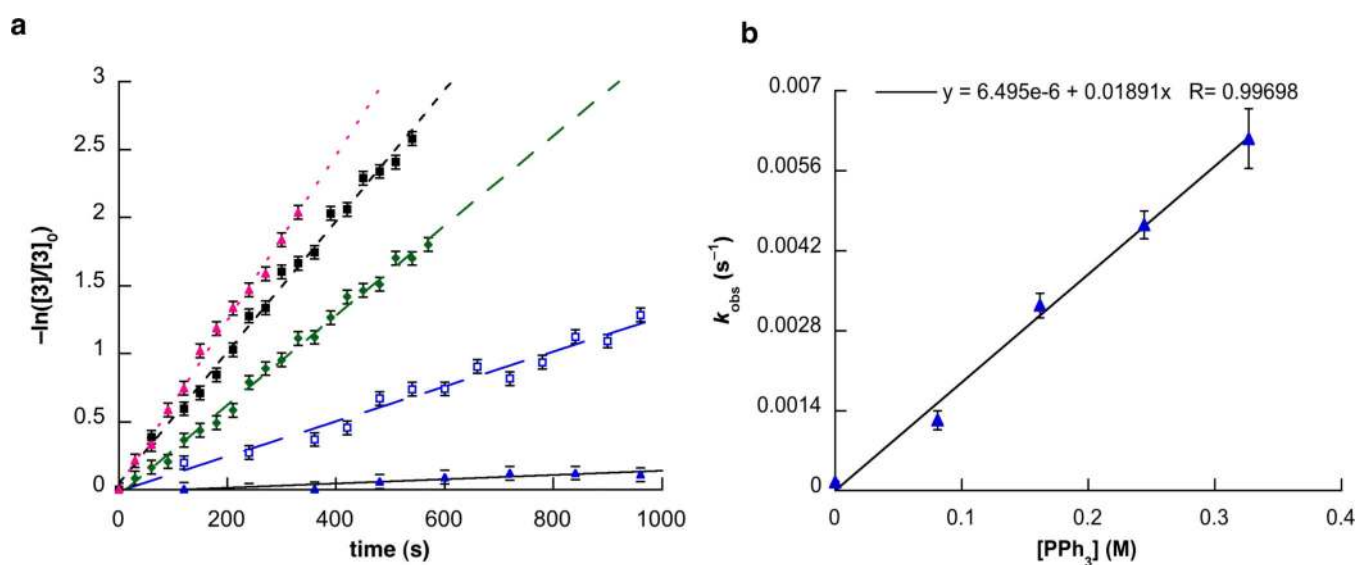 a
3
2.5
2
1.5
1
0.5
0
–ln([3]/[3]₀)
0 200 400 600 800 1000
time (s)
b
y = 6.495e-6 + 0.01891x R= 0.99698
0.007
0.0056
0.0042
0.0028
0.0014
0
k_obs (s⁻¹)
0 0.1 0.2 0.3 0.4
[PPh₃] (M)